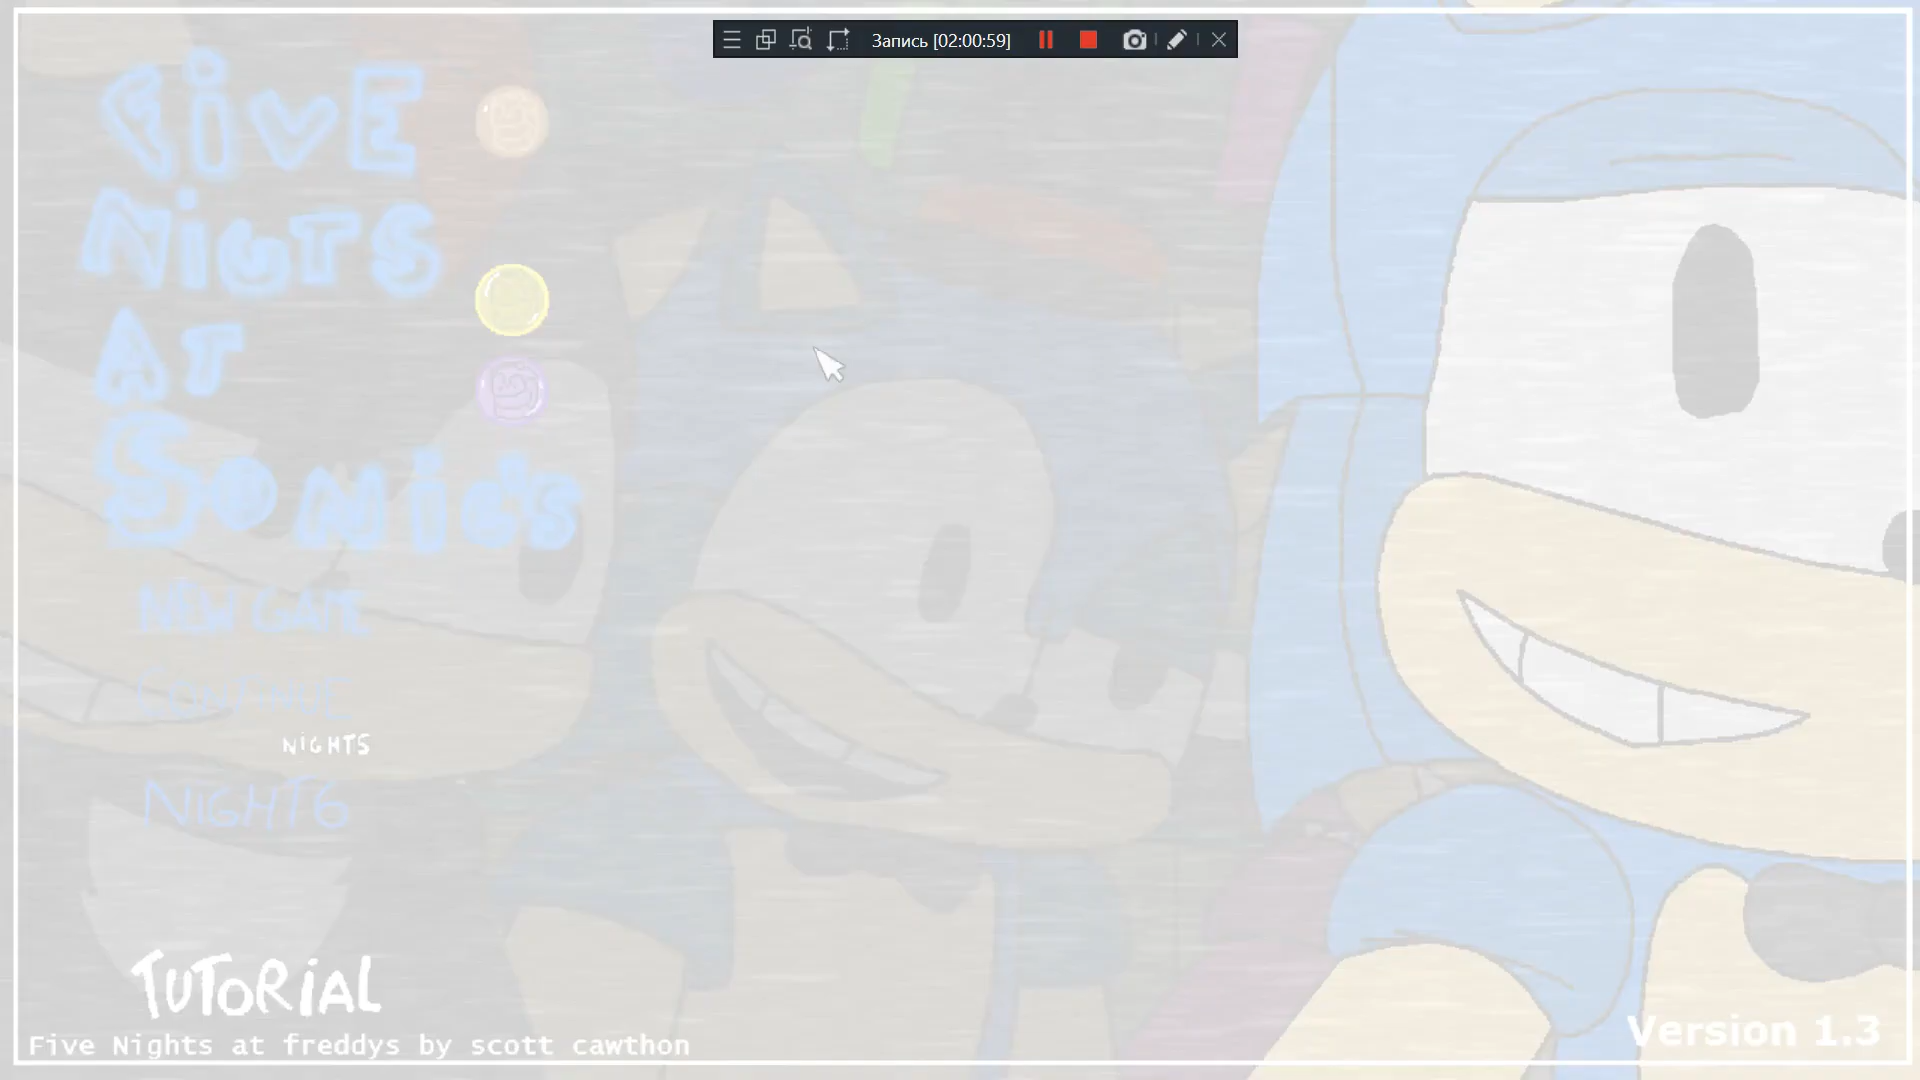 Запись [02:00:59]
FiVE
NiGTS
AT
SONiC'S
NEW GAME
CONTINUE
NiGHTS
NIGHT 6
TUTORiAL
Five Nights at freddys by scott cawthon
Version 1.3